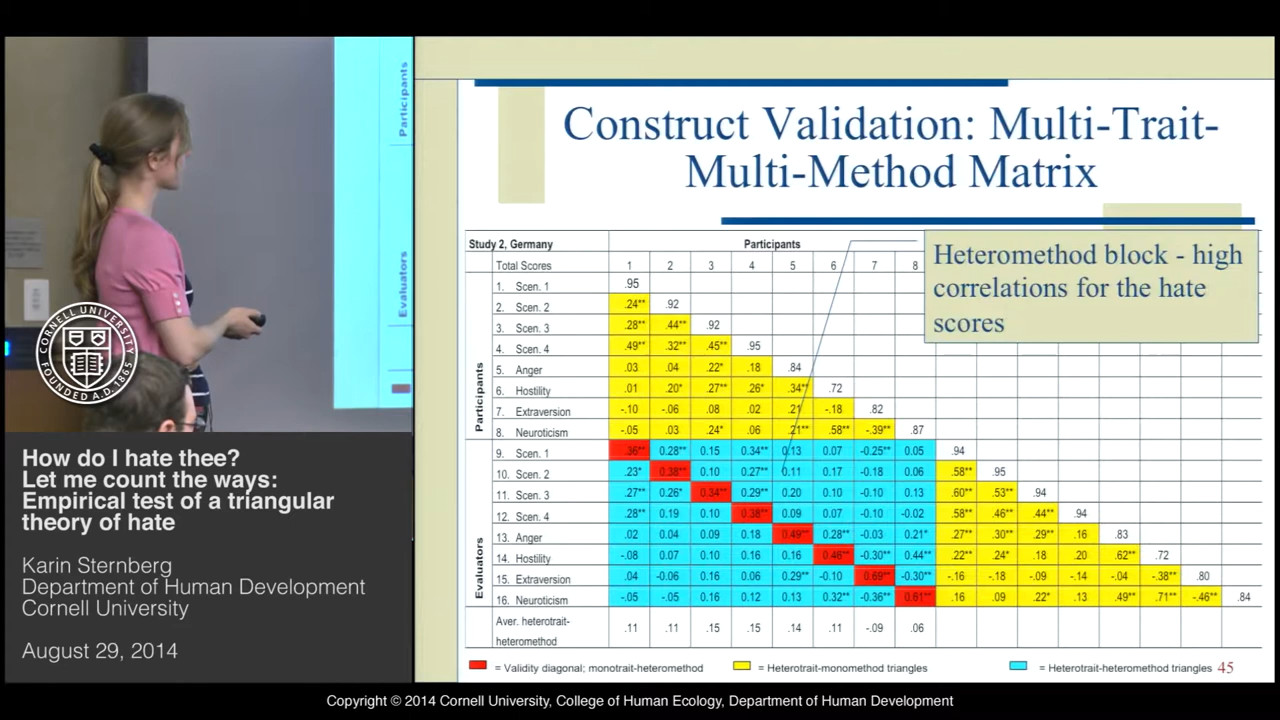 Participants
Evaluators
CORNELL UNIVERSITY
FOUNDED A.D. 1865
How do I hate thee?
Let me count the ways:
Empirical test of a triangular
theory of hate
Karin Sternberg
Department of Human Development
Cornell University
August 29, 2014
Construct Validation: Multi-Trait-
Multi-Method Matrix
Heteromethod block - high
correlations for the hate
scores
Study 2, Germany Participants
Total Scores 1 2 3 4 5 6 7 8
Participants
1. Scen. 1 .95
2. Scen. 2 .24** .92
3. Scen. 3 .28** .44** .92
4. Scen. 4 .49** .32** .45** .95
5. Anger .03 .04 .22* .18 .84
6. Hostility .01 .20* .27** .26* .34** .72
7. Extraversion -.10 -.06 .08 .02 .21 -.18 .82
8. Neuroticism -.05 .03 .24* .06 .21** .58** -.39** .87
Evaluators
9. Scen. 1 .36** 0.28** 0.15 0.34** 0.13 0.07 -0.25** 0.05 .94
10. Scen. 2 .23* 0.38** 0.10 0.27** 0.11 0.17 -0.18 0.06 .58** .95
11. Scen. 3 .27** 0.26* 0.34** 0.29** 0.20 0.10 -0.10 0.13 .60** .53** .94
12. Scen. 4 .28** 0.19 0.10 0.38** 0.09 0.07 -0.10 -0.02 .58** .46** .44** .94
13. Anger .02 0.04 0.09 0.18 0.49** 0.28** -0.03 0.21* .27** .30** .29** .16 .83
14. Hostility -.08 0.07 0.10 0.16 0.16 0.46** -0.30** 0.44** .22** .24* .18 .20 .62** .72
15. Extraversion .04 -0.06 0.16 0.06 0.29** -0.10 0.69** -0.30** -.16 -.18 -.09 -.14 -.04 -.38** .80
16. Neuroticism -.05 -.05 0.16 0.12 0.13 0.32** -0.36** 0.61** .16 .09 .22* .13 .49** .71** -.46** .84
Aver. heterotrait-
heteromethod .11 .11 .15 .15 .14 .11 -.09 .06
= Validity diagonal; monotrait-heteromethod = Heterotrait-monomethod triangles = Heterotrait-heteromethod triangles 45
Copyright © 2014 Cornell University, College of Human Ecology, Department of Human Development